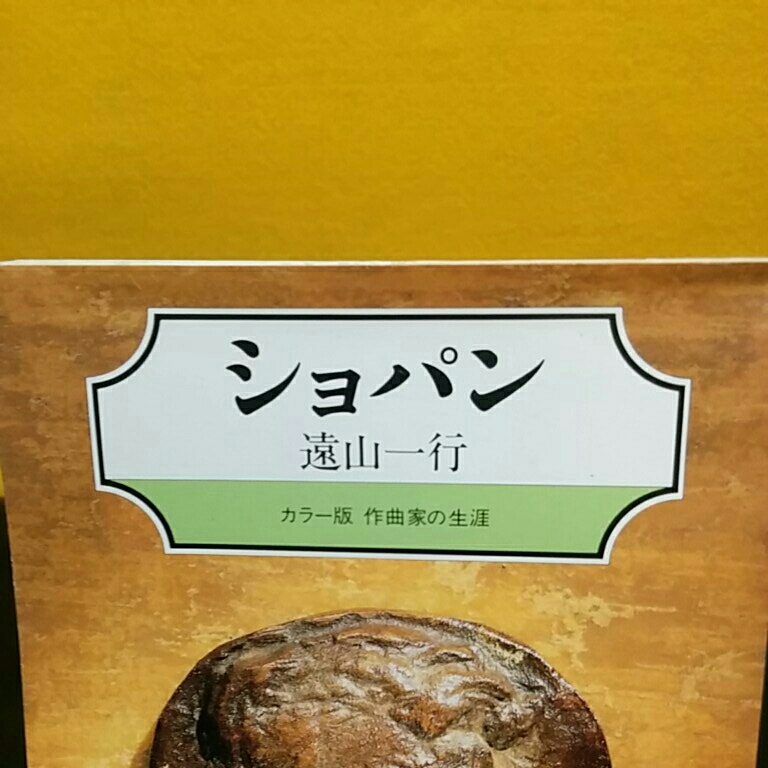 ショパン
遠山一行
カラー版 作曲家の生涯